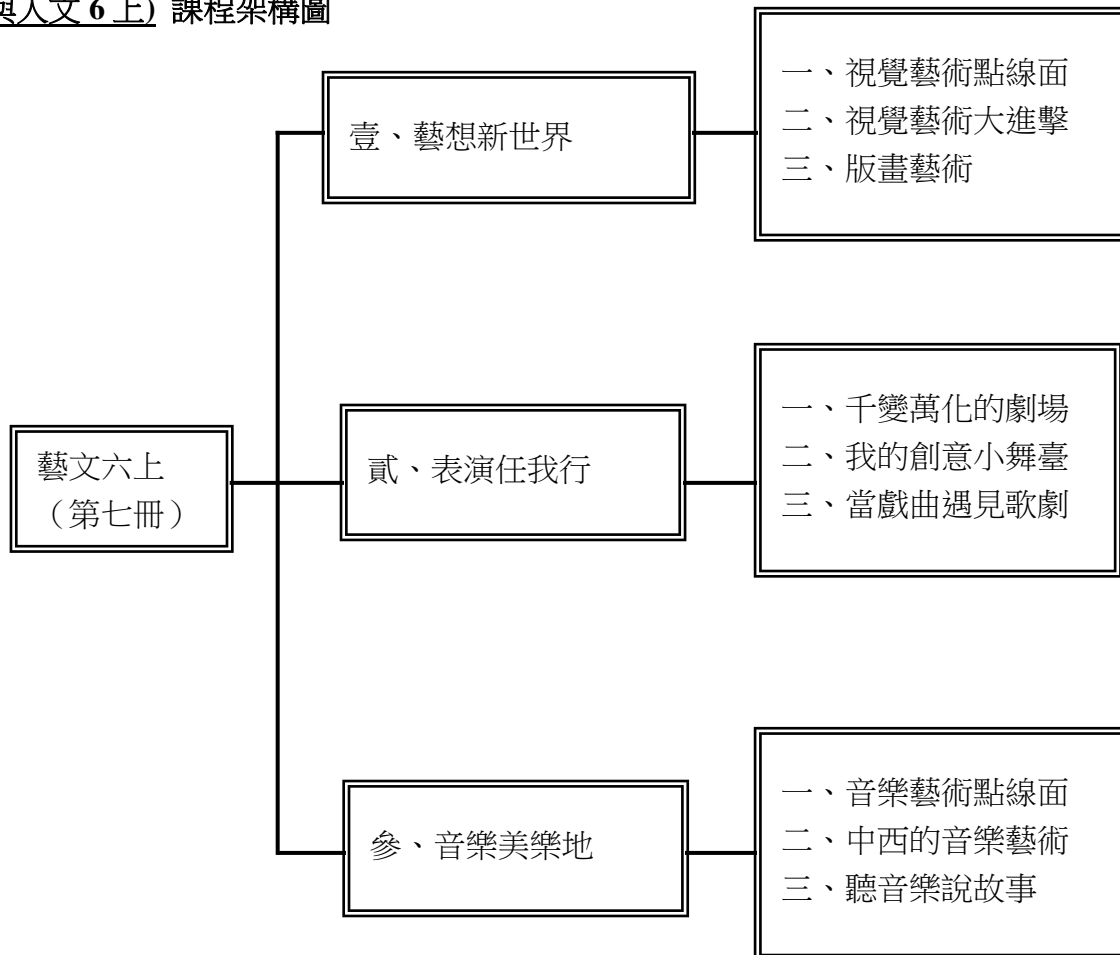 與人文 6 上) 課程架構圖
藝文六上
（第七冊）
壹、藝想新世界
一、視覺藝術點線面
二、視覺藝術大進擊
三、版畫藝術
貳、表演任我行
一、千變萬化的劇場
二、我的創意小舞臺
三、當戲曲遇見歌劇
參、音樂美樂地
一、音樂藝術點線面
二、中西的音樂藝術
三、聽音樂說故事